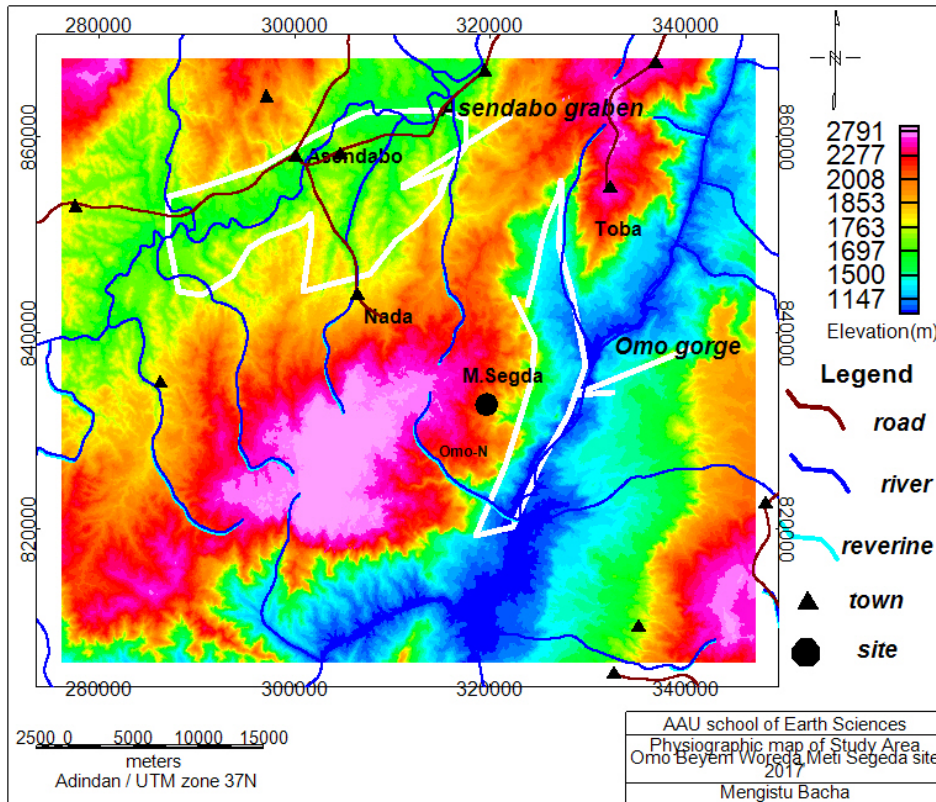 280000 300000 320000 340000
860000
840000
820000
860000
840000
820000
Asendabo graben
Asendabo
Toba
Nada
Omo gorge
M.Segda
Omo-N
280000 300000 320000 340000
N
2791
2277
2008
1853
1763
1697
1500
1147
Elevation(m)
Legend
road
river
reverine
town
site
2500 0 5000 10000 15000
meters
Adindan / UTM zone 37N
AAU school of Earth Sciences
Physiographic map of Study Area
Omo Beyem Woreda,Meti Segeda site
2017
Mengistu Bacha